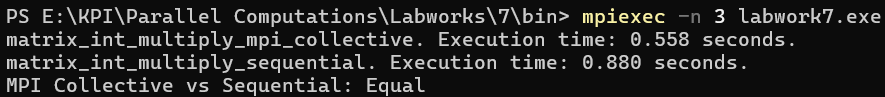 PS E:\KPI\Parallel Computations\Labworks\7\bin> mpiexec -n 3 labwork7.exe
matrix_int_multiply_mpi_collective. Execution time: 0.558 seconds.
matrix_int_multiply_sequential. Execution time: 0.880 seconds.
MPI Collective vs Sequential: Equal